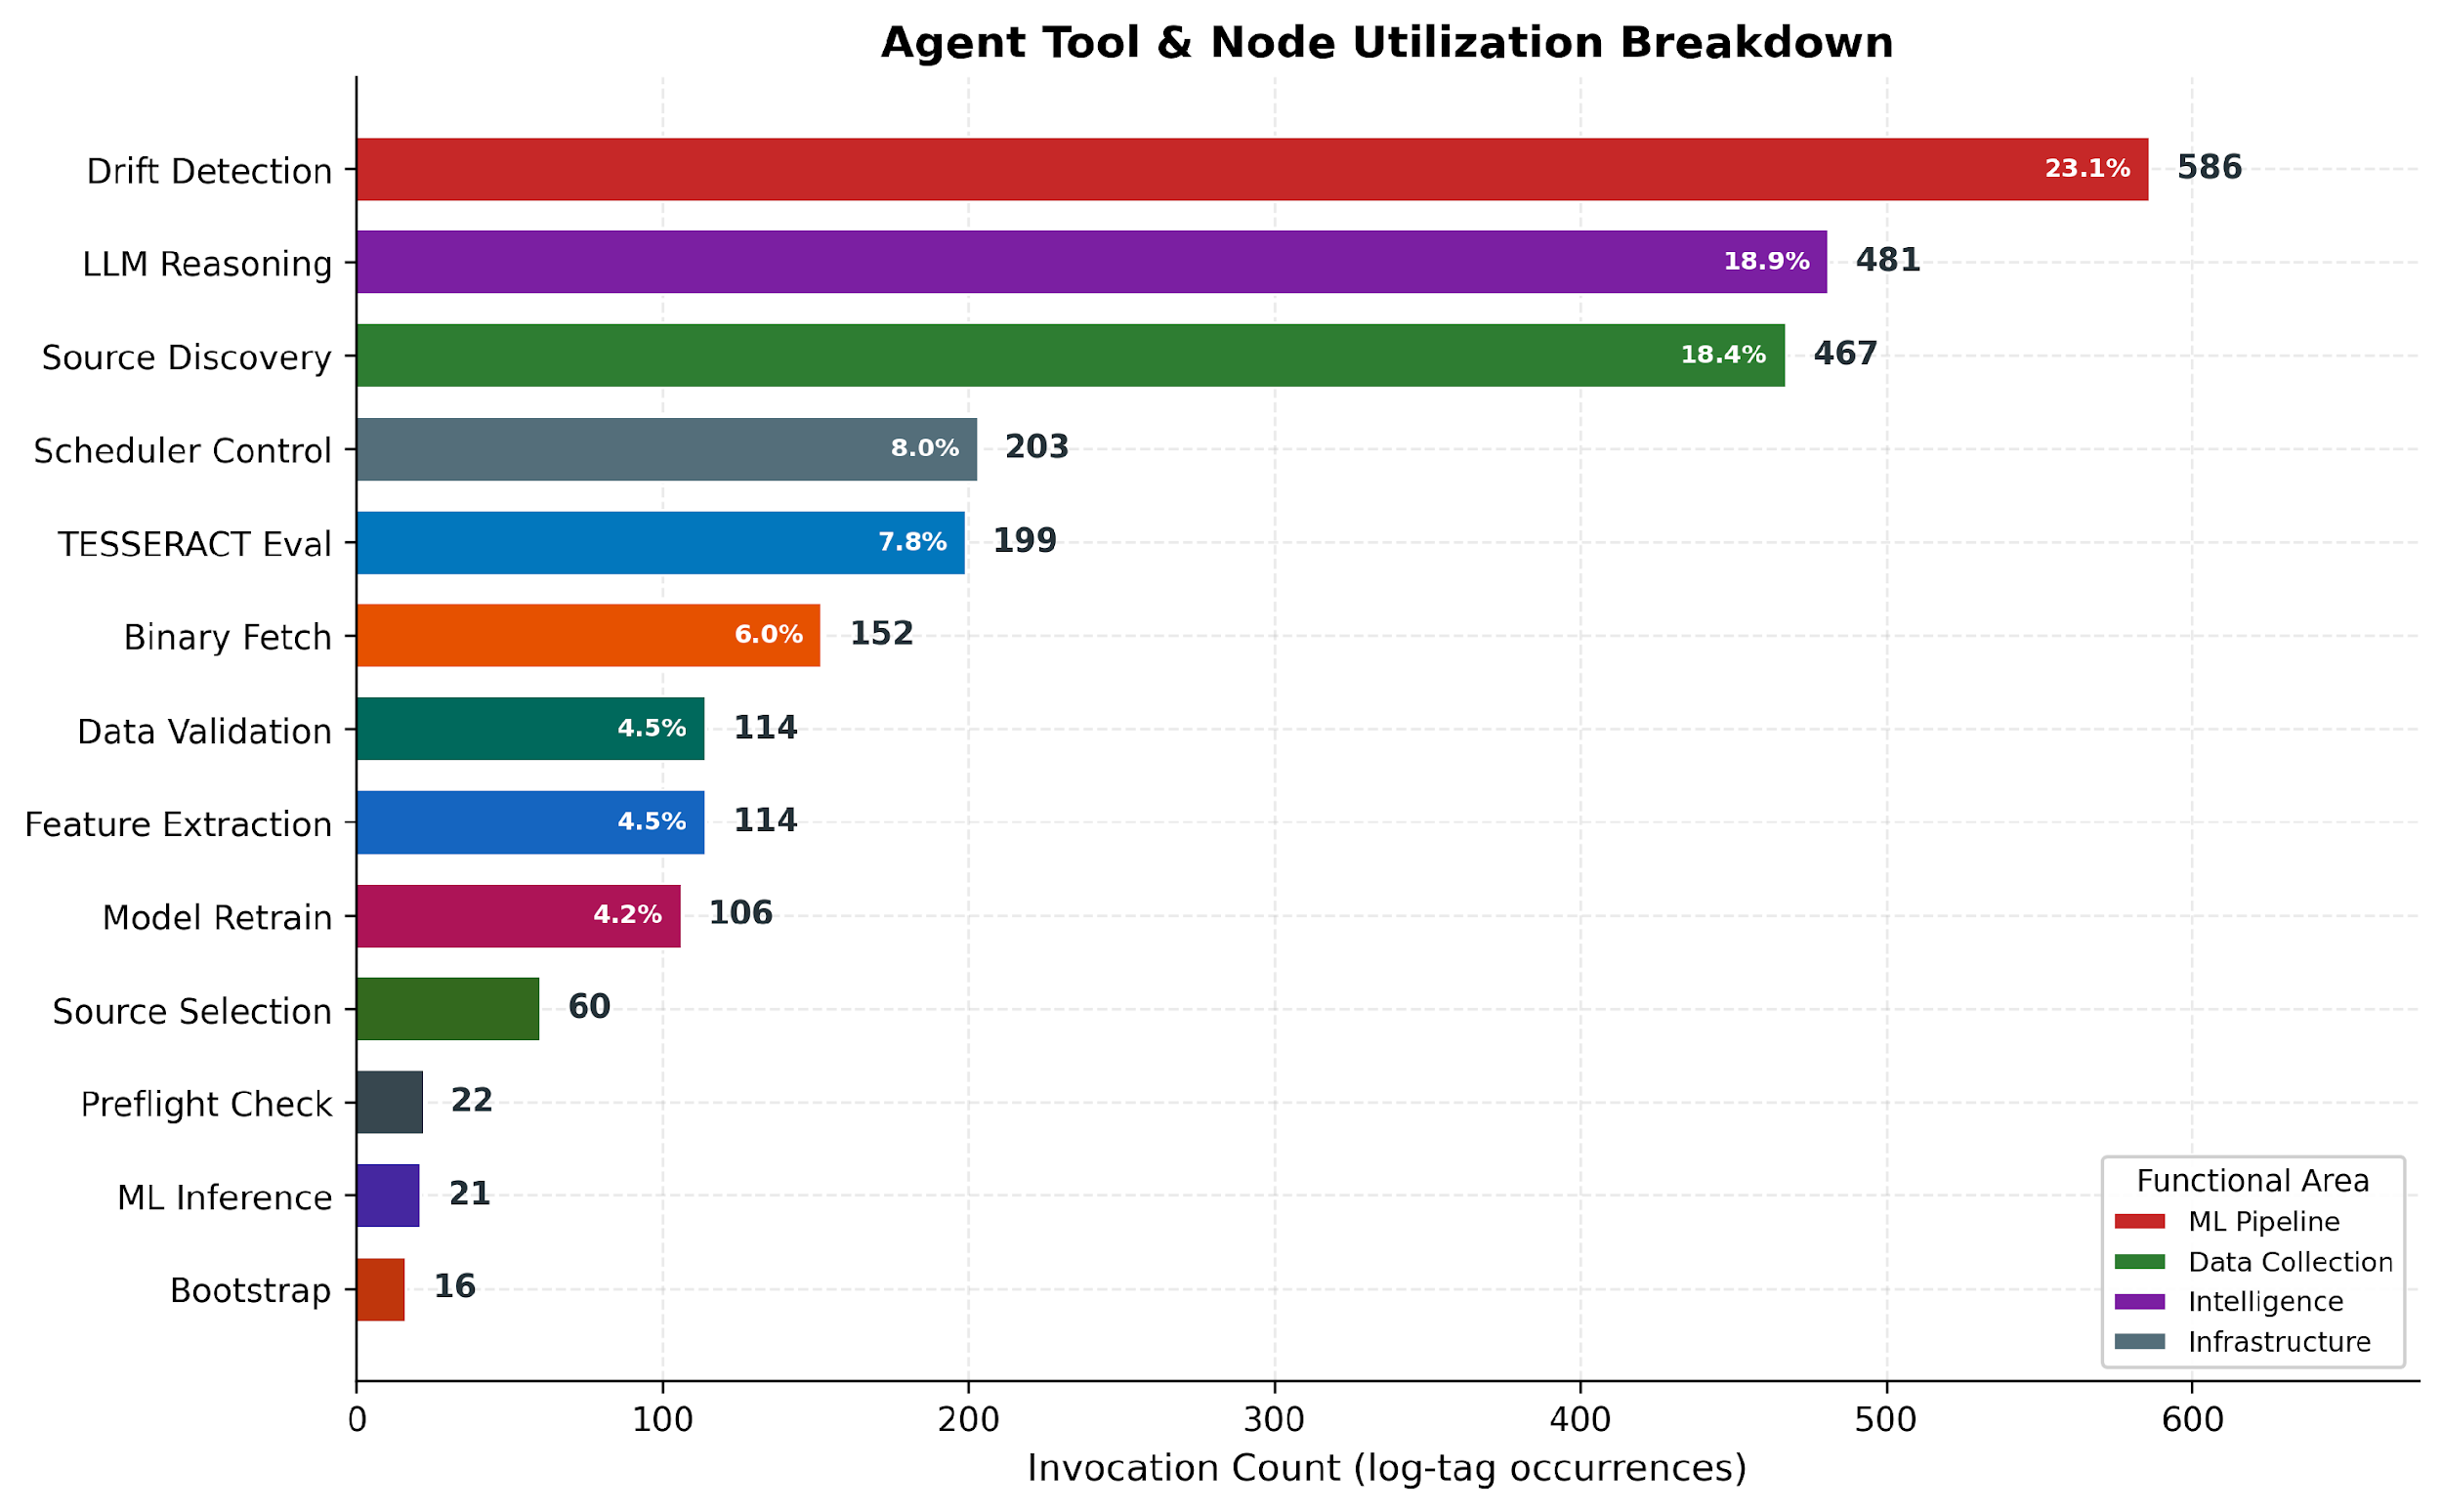 Agent Tool & Node Utilization Breakdown
Drift Detection 23.1% 586
LLM Reasoning 18.9% 481
Source Discovery 18.4% 467
Scheduler Control 8.0% 203
TESSERACT Eval 7.8% 199
Binary Fetch 6.0% 152
Data Validation 4.5% 114
Feature Extraction 4.5% 114
Model Retrain 4.2% 106
Source Selection 60
Preflight Check 22
ML Inference 21
Bootstrap 16
Functional Area
ML Pipeline
Data Collection
Intelligence
Infrastructure
0 100 200 300 400 500 600
Invocation Count (log-tag occurrences)